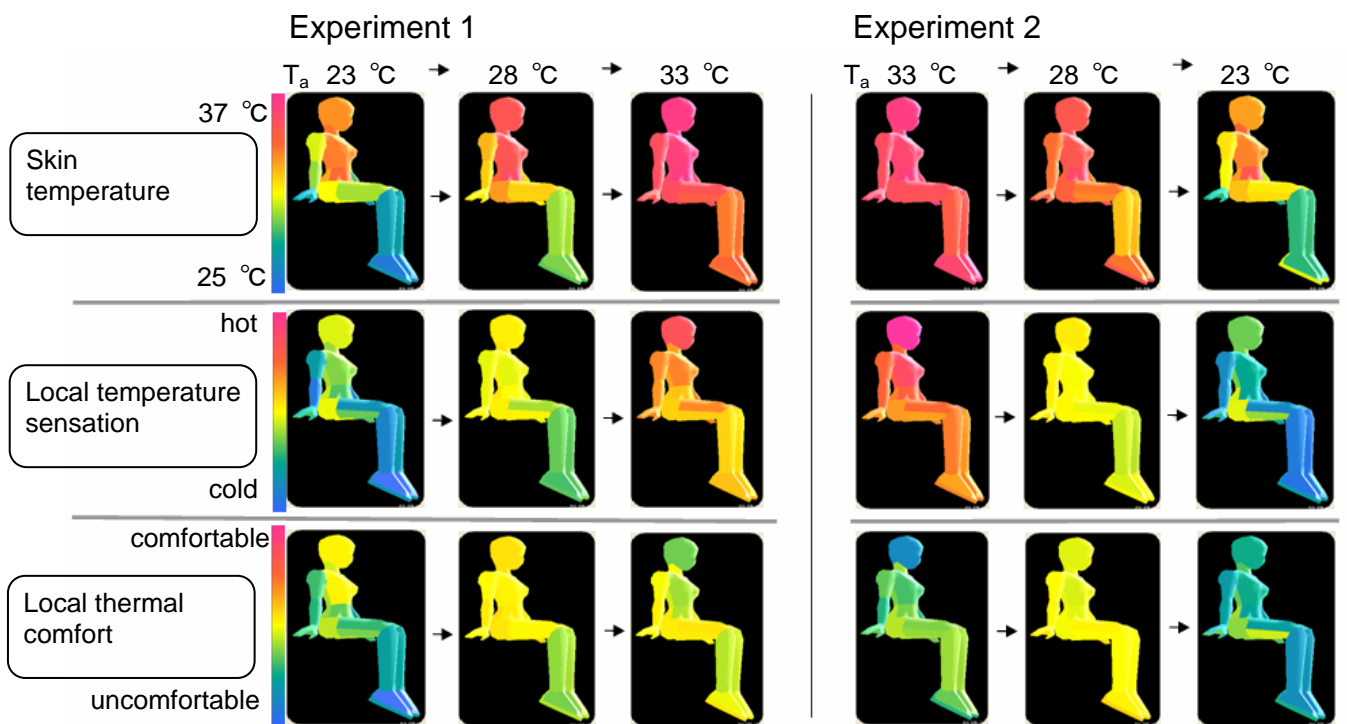 Experiment 1
Experiment 2
Tₐ 23 °C → 28 °C → 33 °C
Tₐ 33 °C → 28 °C → 23 °C
37 °C
Skin
temperature
25 °C
hot
Local temperature
sensation
cold
comfortable
Local thermal
comfort
uncomfortable